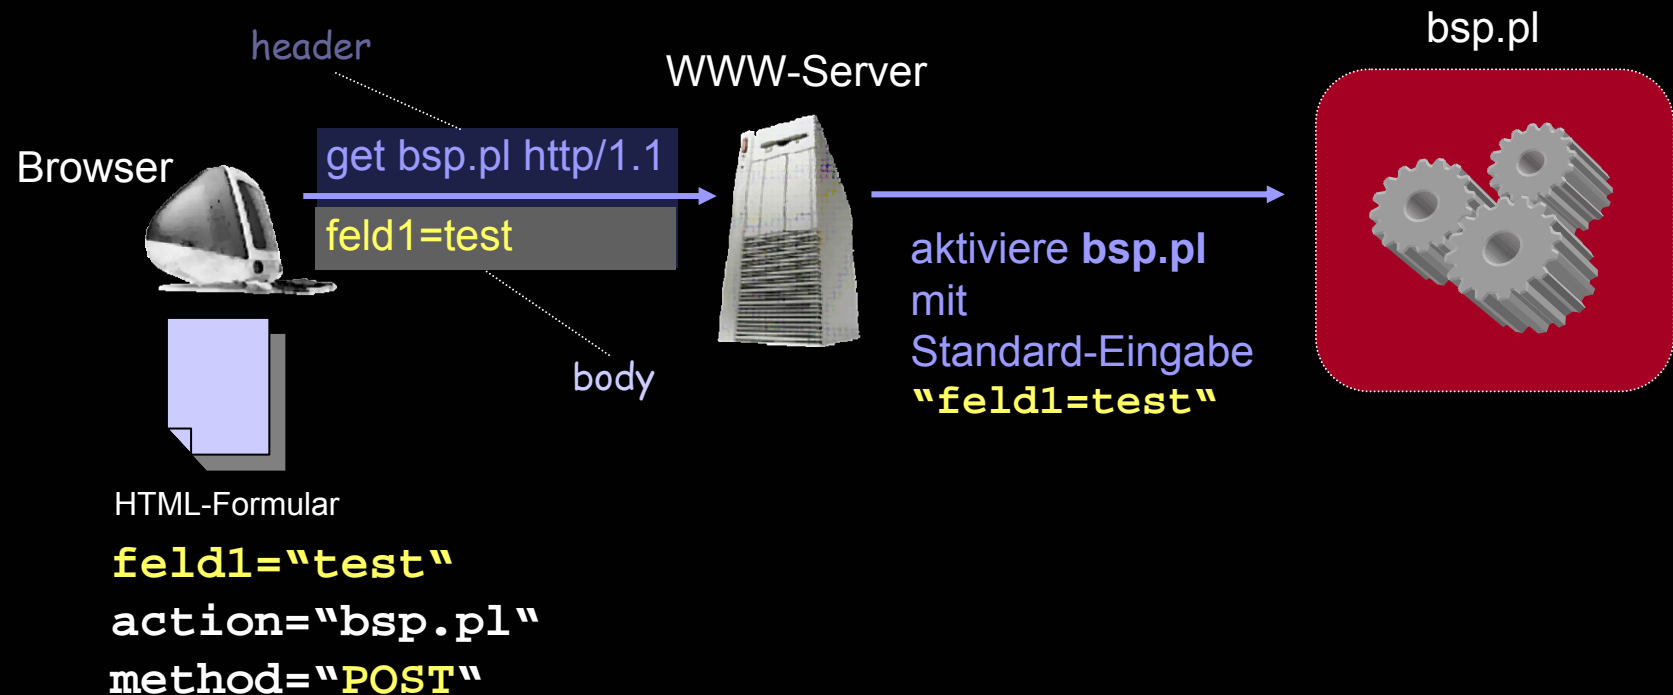 header
WWW-Server
bsp.pl
Browser
get bsp.pl http/1.1
feld1=test
body
aktiviere bsp.pl
mit
Standard-Eingabe
“feld1=test“
HTML-Formular
feld1=“test“
action=“bsp.pl“
method=“POST“